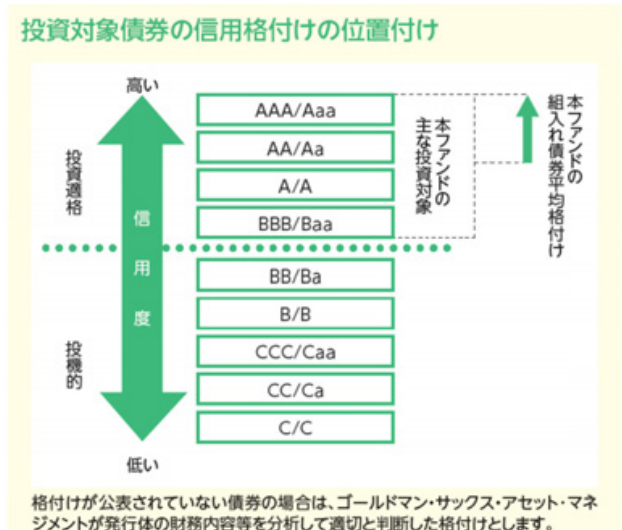 投資対象債券の信用格付けの位置付け
高い
投資適格
信用度
投機的
低い
AAA/Aaa
AA/Aa
A/A
BBB/Baa
BB/Ba
B/B
CCC/Caa
CC/Ca
C/C
本ファンドの
主な投資対象
本ファンドの
組入れ債券平均格付け
格付けが公表されていない債券の場合は、ゴールドマン・サックス・アセット・マネ
ジメントが発行体の財務内容等を分析して適切と判断した格付けとします。